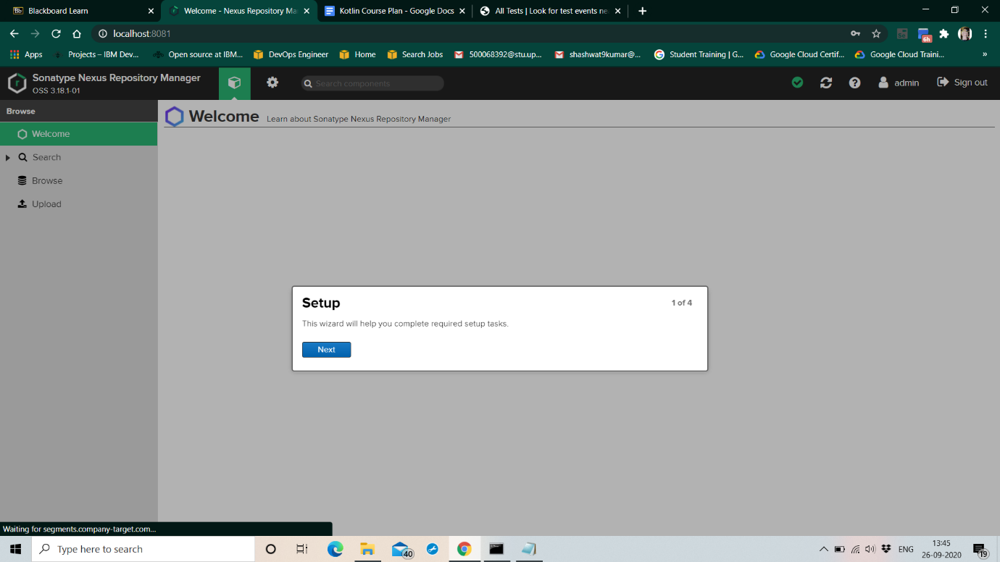 Blackboard Learn
Welcome - Nexus Repository Ma
Kotlin Course Plan - Google Docs
All Tests | Look for test events ne
localhost:8081
6h
Apps
Projects – IBM Dev...
Open source at IBM...
DevOps Engineer
Home
Search Jobs
500068392@stu.up...
shashwat9kumar@...
Student Training | G...
Google Cloud Certif...
Google Cloud Traini...
»
Sonatype Nexus Repository Manager
OSS 3.18.1-01
Search components
admin
Sign out
Browse
Welcome
Learn about Sonatype Nexus Repository Manager
Welcome
Search
Browse
Upload
Setup
1 of 4
This wizard will help you complete required setup tasks.
Next
Waiting for segments.company-target.com...
Type here to search
40
ENG
13:45
26-09-2020
19